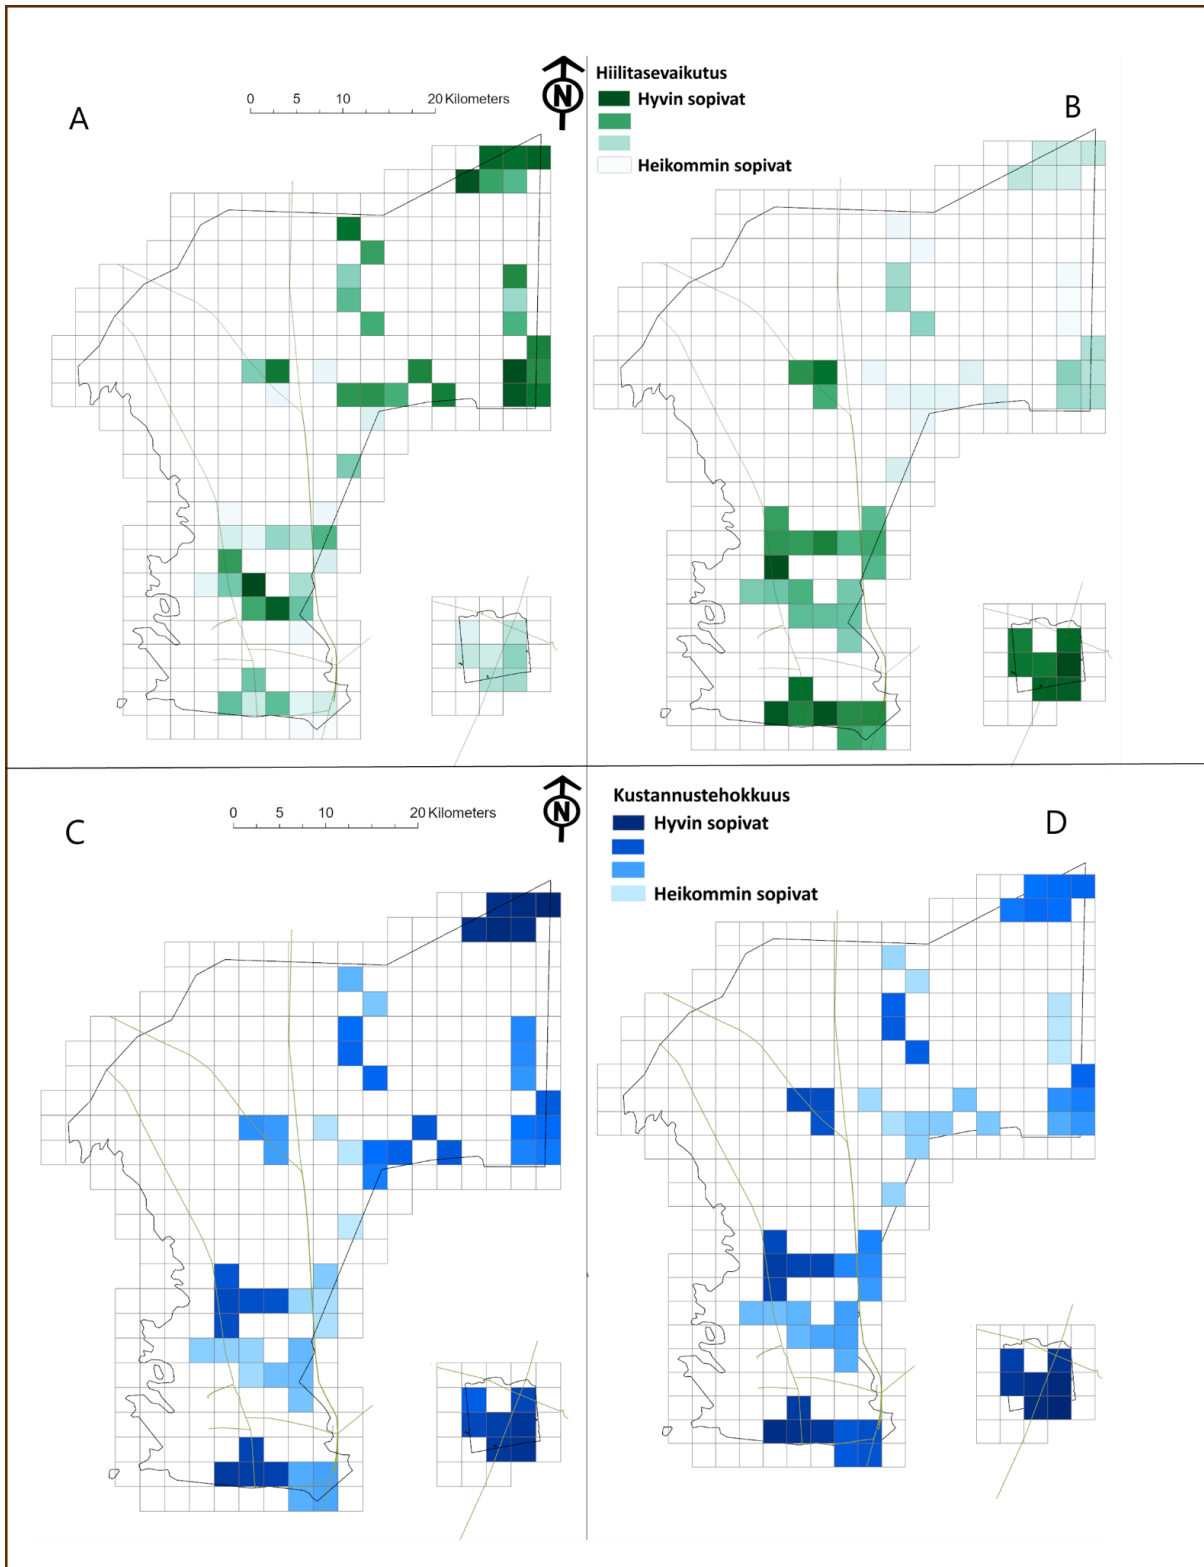 A
0 5 10 20 Kilometers
N
Hiilitasevaikutus
Hyvin sopivat
Heikommin sopivat
B
C
0 5 10 20 Kilometers
N
Kustannustehokkuus
Hyvin sopivat
Heikommin sopivat
D